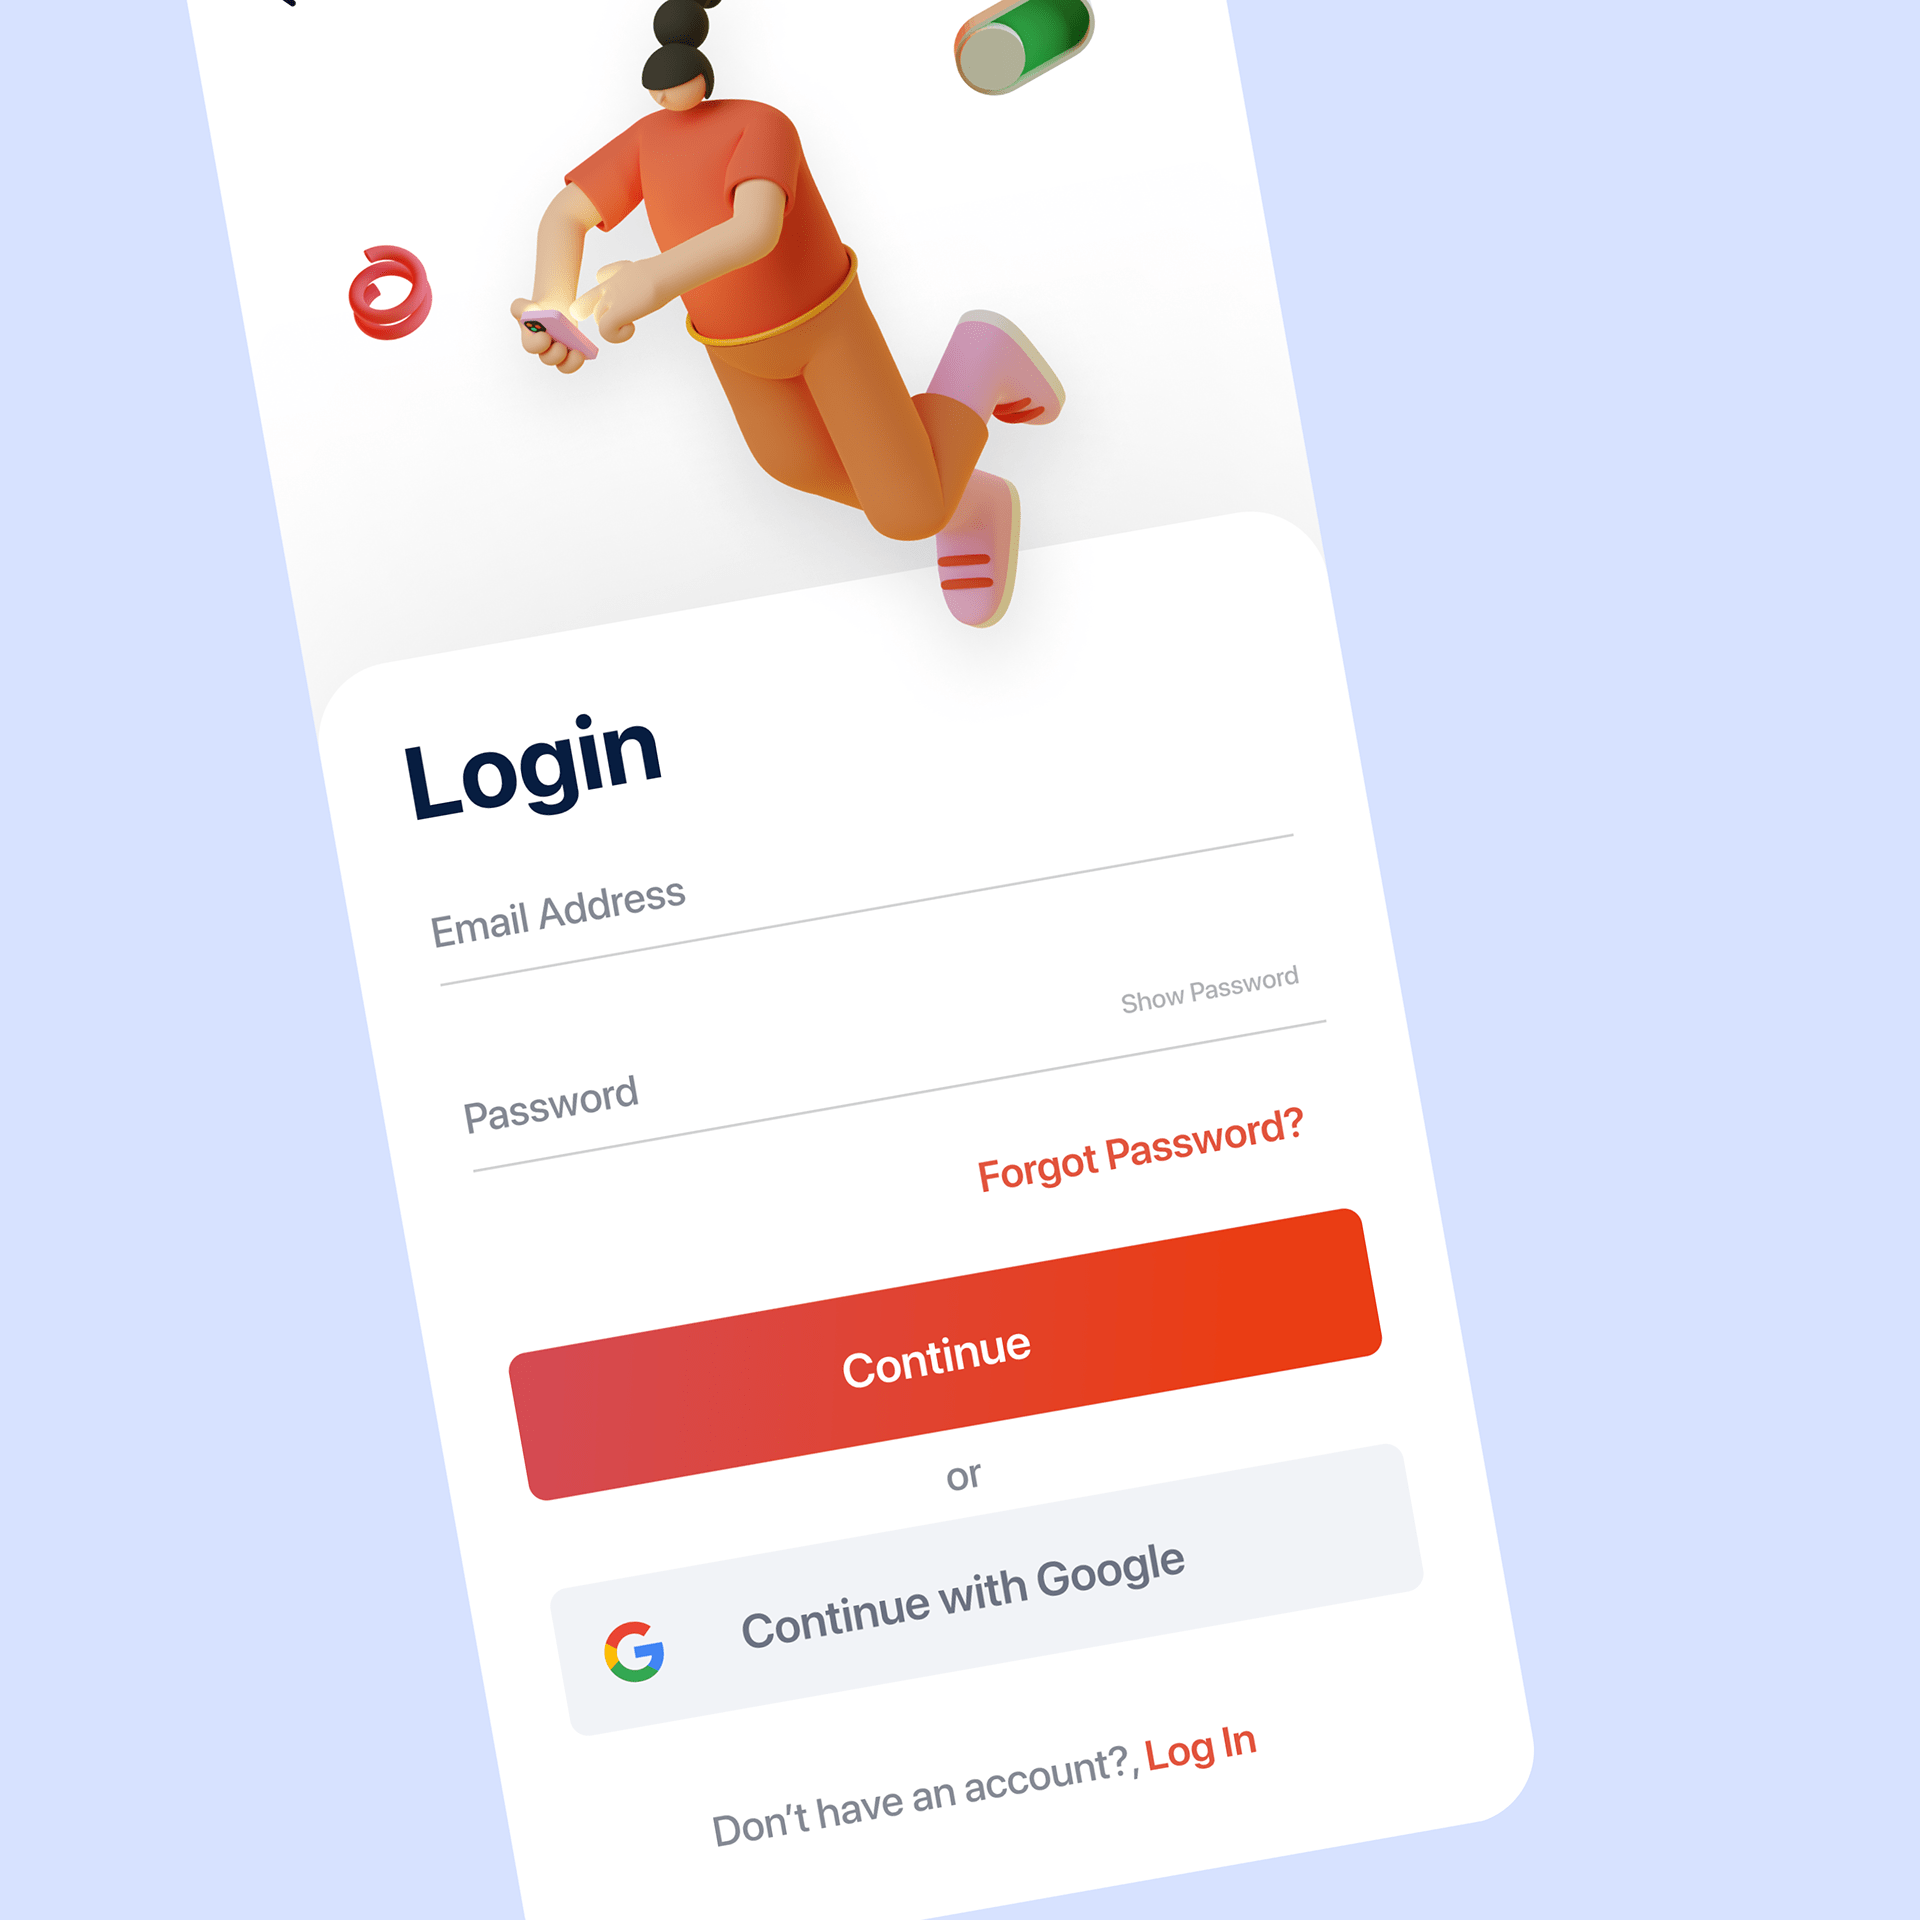 Login
Email Address
Show Password
Password
Forgot Password?
Continue
or
Continue with Google
Don't have an account?, Log In